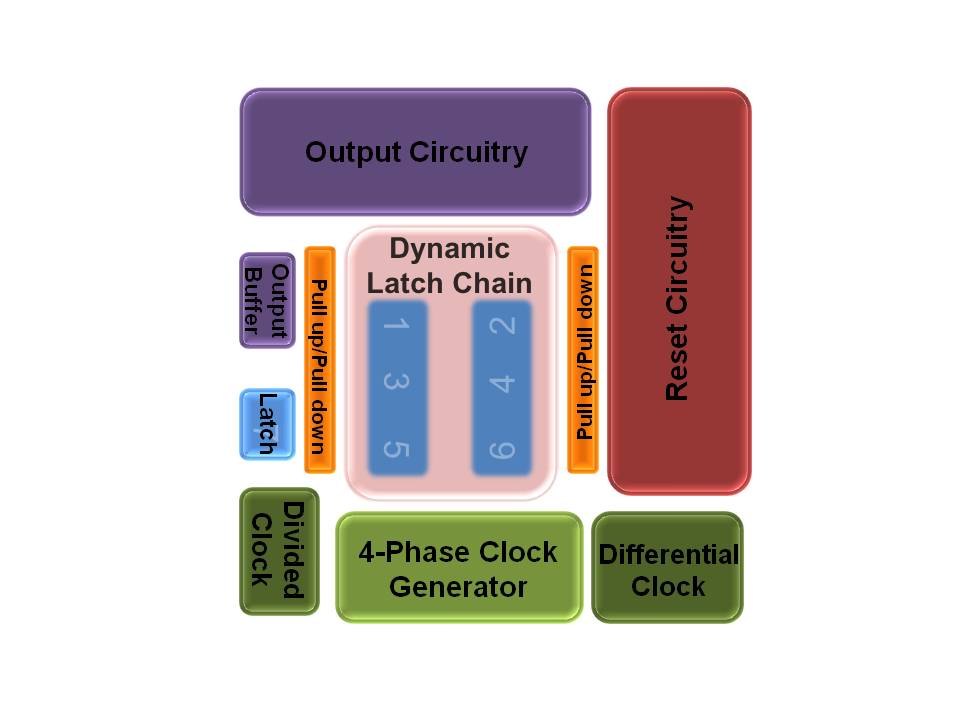 Output Circuitry
Reset Circuitry
Dynamic
Latch Chain
Output
Buffer
Pull up/Pull down
1
3
5
2
4
6
Pull up/Pull down
Latch
Divided
Clock
4-Phase Clock
Generator
Differential
Clock